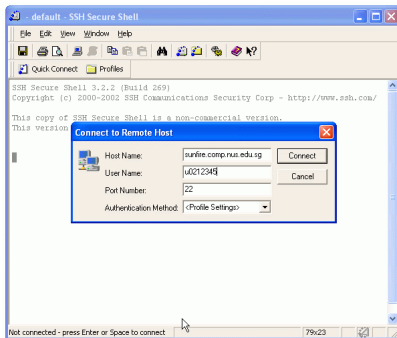 - default - SSH Secure Shell
File Edit View Window Help
Quick Connect Profiles
SSH Secure Shell 3.2.2 (Build 269)
Copyright (c) 2000-2002 SSH Communications Security Corp - http://www.ssh.com/
This copy of SSH Secure Shell is a non-commercial version.
This version
Connect to Remote Host
Host Name: sunfire.comp.nus.edu.sg Connect
User Name: u0212345 Cancel
Port Number: 22
Authentication Method: <Profile Settings>
Not connected - press Enter or Space to connect 79x23